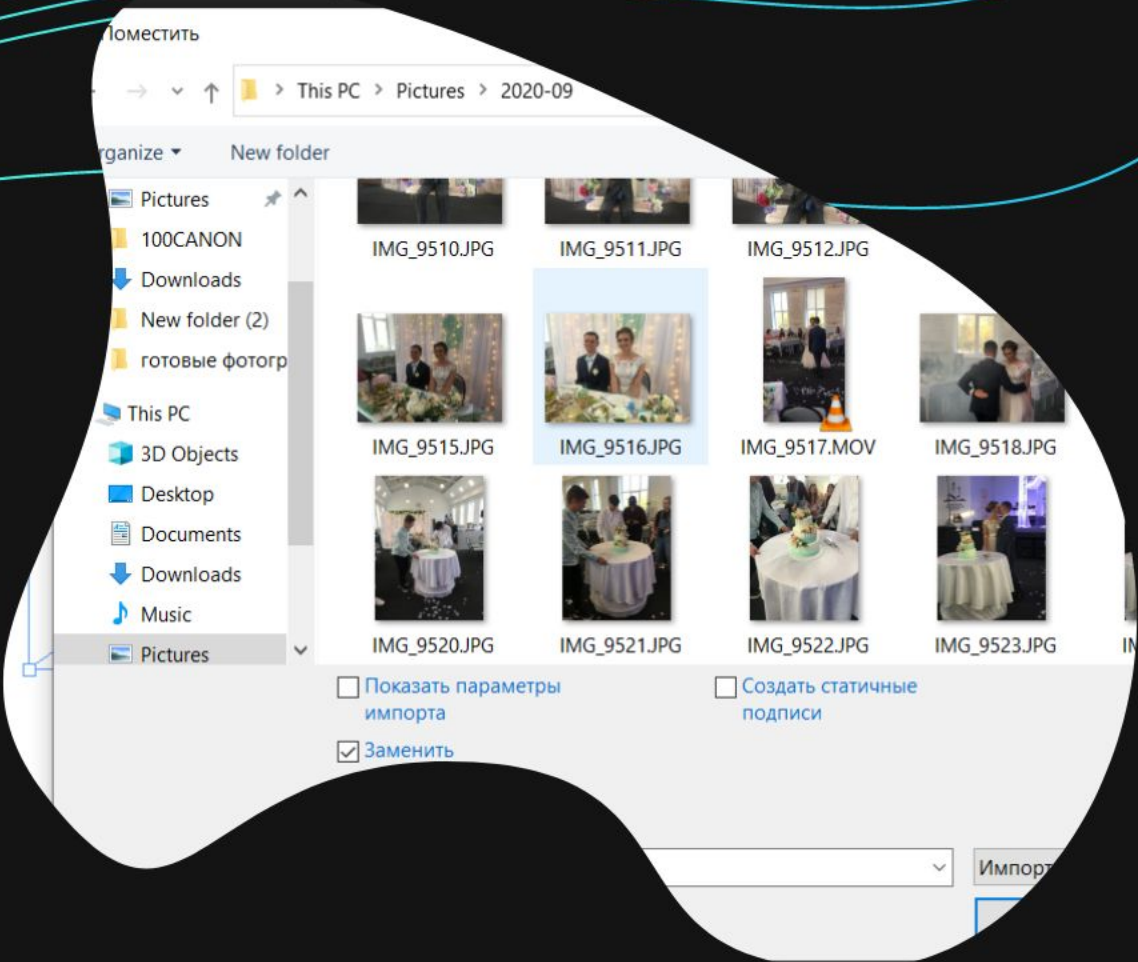 Поместить
This PC > Pictures > 2020-09
rganize
New folder
Pictures
100CANON
Downloads
New folder (2)
готовые фотогр
This PC
3D Objects
Desktop
Documents
Downloads
Music
Pictures
IMG_9510.JPG IMG_9511.JPG IMG_9512.JPG
IMG_9515.JPG IMG_9516.JPG IMG_9517.MOV IMG_9518.JPG
IMG_9520.JPG IMG_9521.JPG IMG_9522.JPG IMG_9523.JPG
Показать параметры
импорта
Создать статичные
подписи
Заменить
Импорт